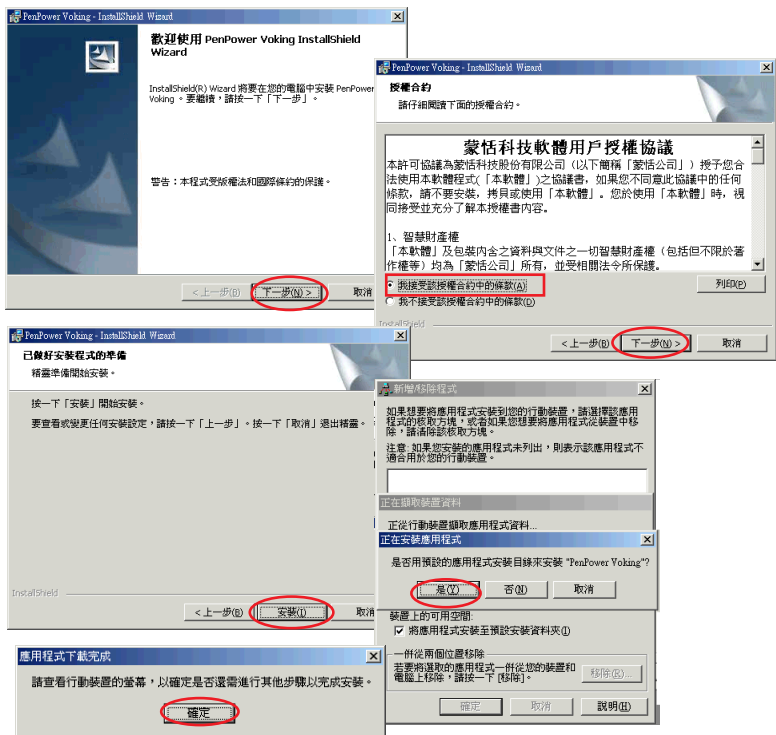 PenPower Voking - InstallShield Wizard
歡迎使用 PenPower Voking InstallShield
Wizard
InstallShield(R) Wizard 將要在您的電腦中安裝 PenPower
Voking 。要繼續，請按一下「下一步」。
警告：本程式受版權法和國際條約的保護。
< 上一步(B)
下一步(N) >
取消
PenPower Voking - InstallShield Wizard
授權合約
請仔細閱讀下面的授權合約。
蒙恬科技軟體用戶授權協議
本許可協議為蒙恬科技股份有限公司（以下簡稱「蒙恬公司」）授予您合
法使用本軟體程式(「本軟體」)之協議書，如果您不同意此協議中的任何
條款，請不要安裝，拷貝或使用「本軟體」。您於使用「本軟體」時，視
同接受並充分了解本授權書內容。
1、智慧財產權
「本軟體」及包裝內含之資料與文件之一切智慧財產權（包括但不限於著
作權等）均為「蒙恬公司」所有，並受相關法令所保護。
我接受該授權合約中的條款(A)
列印(P)
我不接受該授權合約中的條款(D)
InstallShield
< 上一步(B)
下一步(N) >
取消
PenPower Voking - InstallShield Wizard
已做好安裝程式的準備
精靈準備開始安裝。
按一下「安裝」開始安裝。
要查看或變更任何安裝設定，請按一下「上一步」。按一下「取消」退出精靈。
InstallShield
< 上一步(B)
安裝(I)
取消
新增/移除程式
如果想要將應用程式安裝到您的行動裝置，請選擇該應用
程式的核取方塊，或者如果您想要將應用程式從裝置中移
除，請清除該核取方塊。
注意: 如果您安裝的應用程式未列出，則表示該應用程式不
適合用於您的行動裝置。
正在擷取裝置資料
正從行動裝置擷取應用程式資料...
正在安裝應用程式
是否用預設的應用程式安裝目錄來安裝 "PenPower Voking"?
是(Y)
否(N)
取消
裝置上的可用空間:
將應用程式安裝至預設安裝資料夾(I)
一併從兩個位置移除
若要將選取的應用程式一併從您的裝置和
電腦上移除，請按一下 [移除]。
移除(R)...
確定
取消
說明(H)
應用程式下載完成
請查看行動裝置的螢幕，以確定是否還需進行其他步驟以完成安裝。
確定